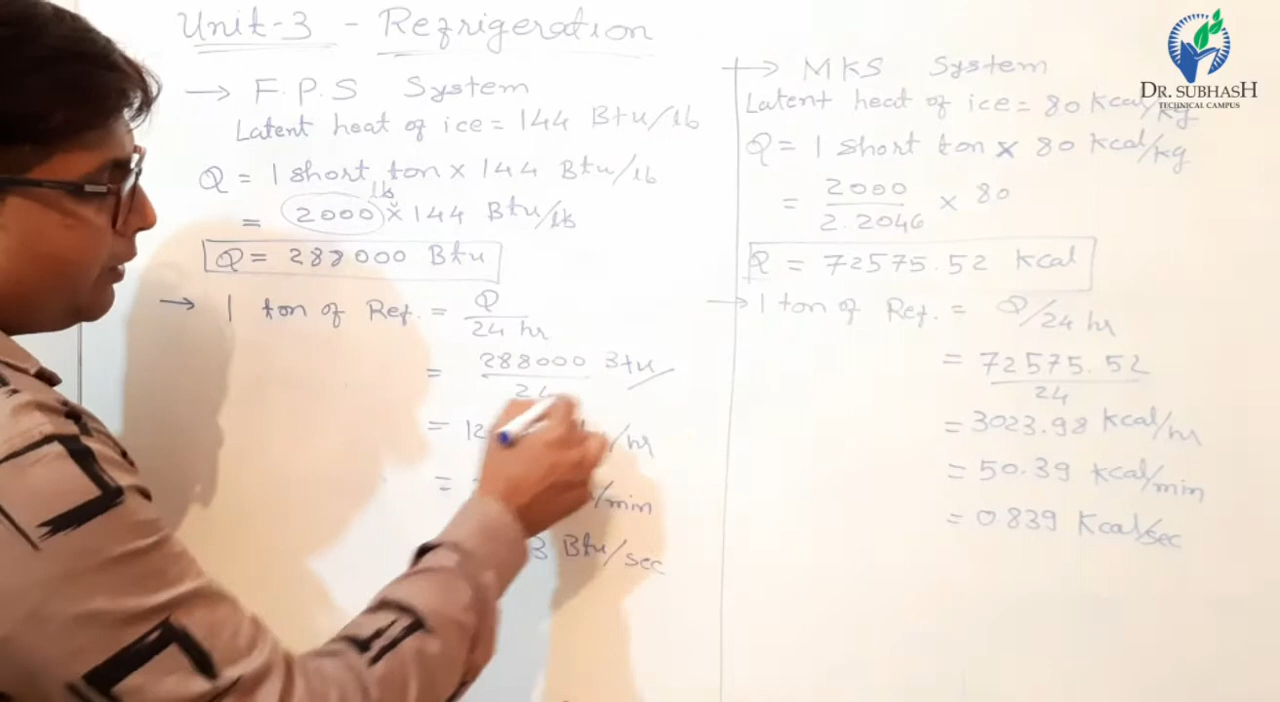 Unit-3 - Refrigeration
→ F.P.S System
Latent heat of ice = 144 Btu/lb
Q = 1 short ton x 144 Btu/lb
lb
= 2000 x 144 Btu/lb
Q = 288000 Btu
→ 1 ton of Ref. = Q
24 hr
= 288000 Btu/
24
= 12 /hr
= /min
3 Btu/sec
→ MKS System
Latent heat of ice = 80 Kcal/kg
Q = 1 short ton x 80 Kcal/kg
= 2000 x 80
2.2046
Q = 72575.52 Kcal
→ 1 ton of Ref. = Q/24 hr
= 72575.52
24
= 3023.98 Kcal/hr
= 50.39 Kcal/min
= 0839 Kcal/sec
DR. SUBHASH
TECHNICAL CAMPUS